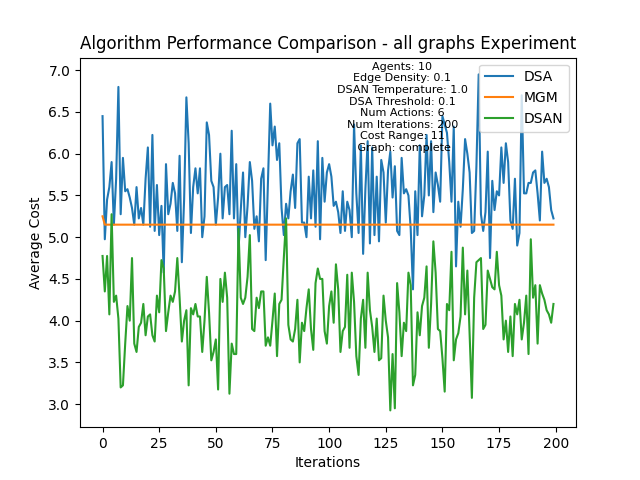 Algorithm Performance Comparison - all graphs Experiment
Agents: 10
Edge Density: 0.1
DSAN Temperature: 1.0
DSA Threshold: 0.1
Num Actions: 6
Num Iterations: 200
Cost Range: 11
Graph: complete
DSA
MGM
DSAN
7.0
6.5
6.0
5.5
5.0
4.5
4.0
3.5
3.0
Average Cost
0
25
50
75
100
125
150
175
200
Iterations